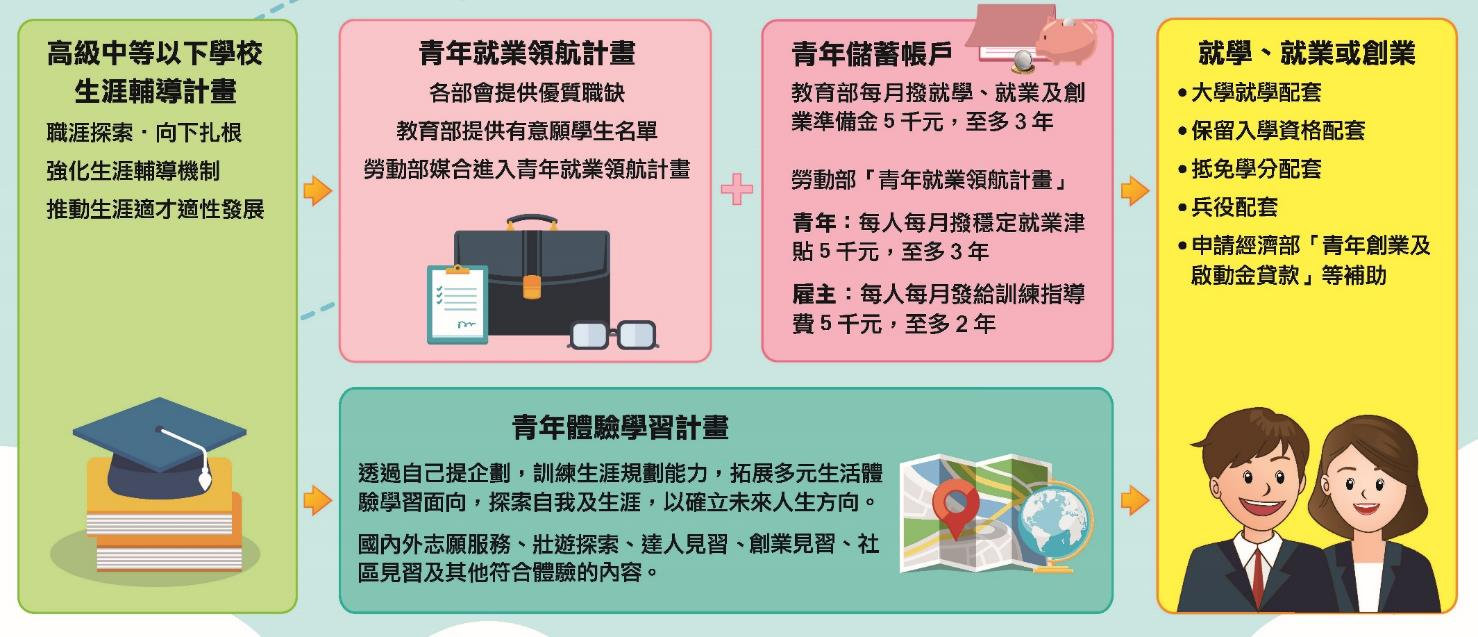 高級中等以下學校
生涯輔導計畫
職涯探索．向下扎根
強化生涯輔導機制
推動生涯適才適性發展
青年就業領航計畫
各部會提供優質職缺
教育部提供有意願學生名單
勞動部媒合進入青年就業領航計畫
青年儲蓄帳戶
教育部每月撥就學、就業及創
業準備金5千元，至多3年
勞動部「青年就業領航計畫」
青年：每人每月撥穩定就業津
貼5千元，至多3年
雇主：每人每月發給訓練指導
費5千元，至多2年
青年體驗學習計畫
透過自己提企劃，訓練生涯規劃能力，拓展多元生活體
驗學習面向，探索自我及生涯，以確立未來人生方向。
國內外志願服務、壯遊探索、達人見習、創業見習、社
區見習及其他符合體驗的內容。
就學、就業或創業
•大學就學配套
•保留入學資格配套
•抵免學分配套
•兵役配套
•申請經濟部「青年創業及
啟動金貸款」等補助